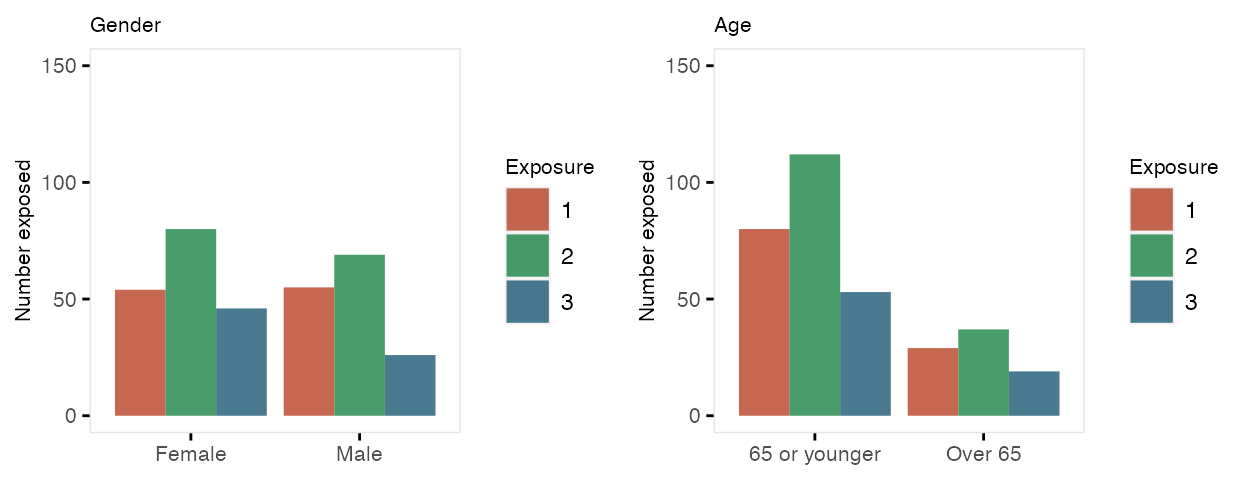 Gender
150
100
50
0
Number exposed
Female Male
Exposure
1
2
3
Age
150
100
50
0
Number exposed
65 or younger Over 65
Exposure
1
2
3